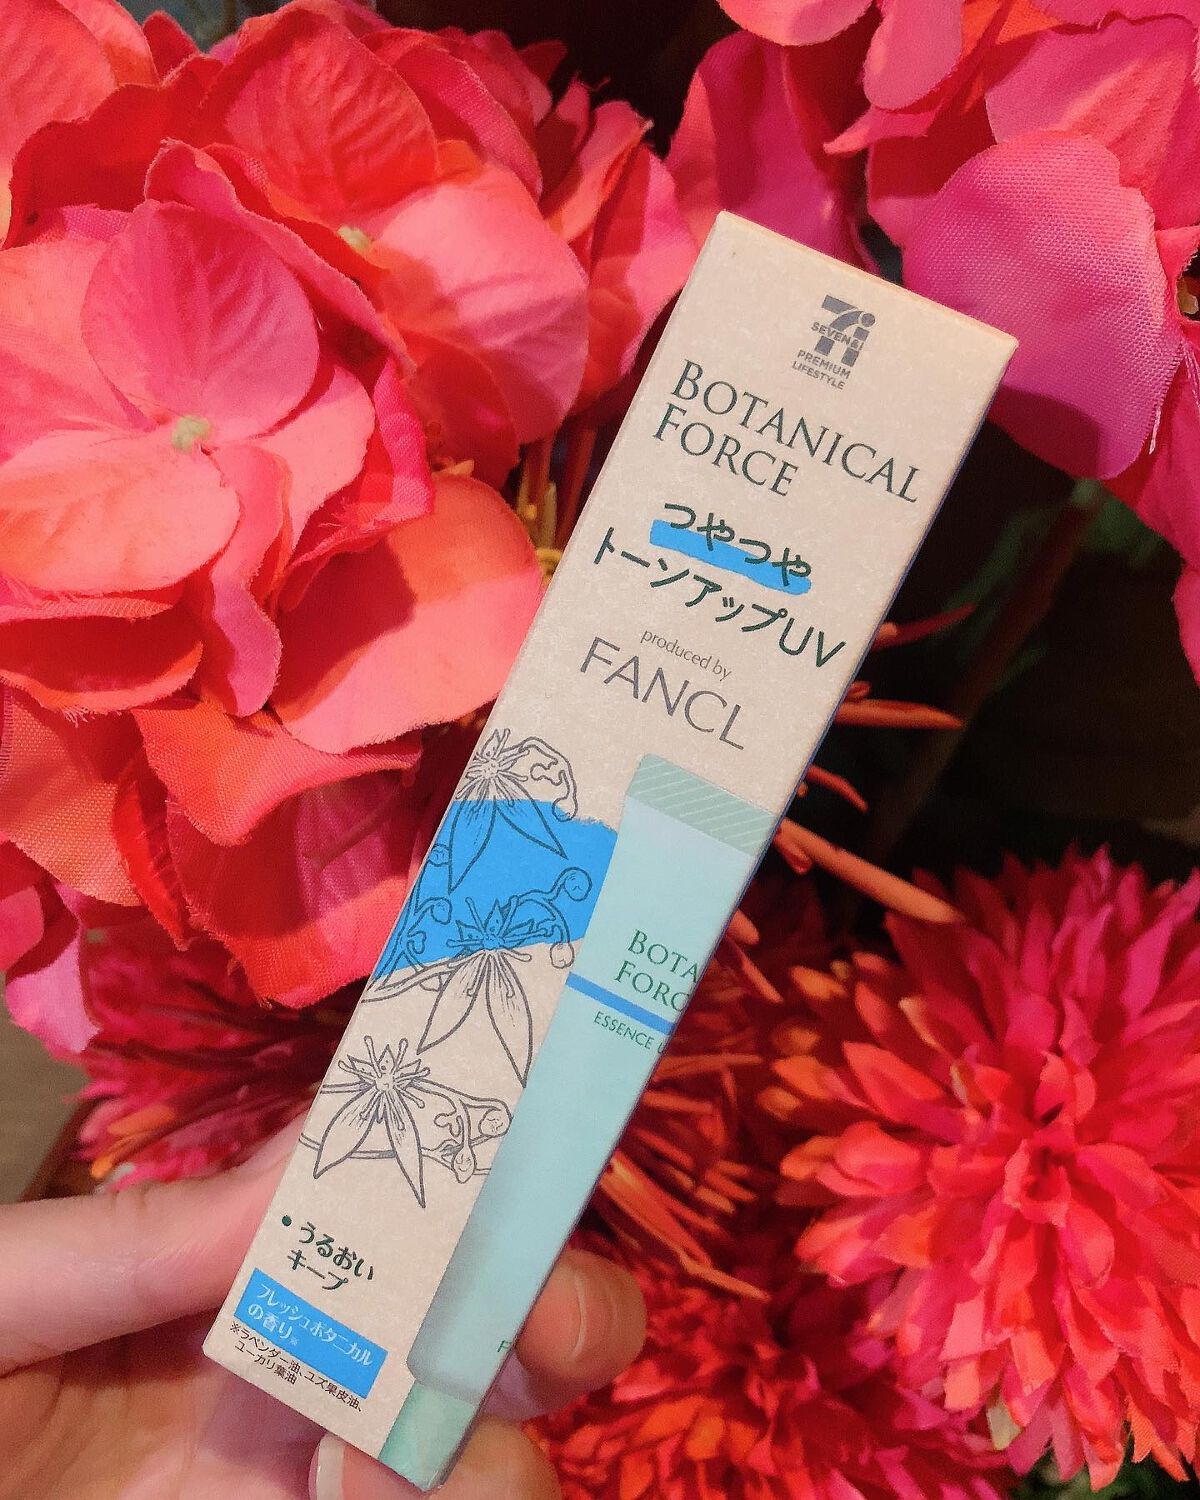 7i
SEVEN&i
PREMIUM
LIFESTYLE
BOTANICAL
FORCE
つやつや
トーンアップUV
produced by
FANCL
BOTA
FORC
ESSENCE U
F
• うるおい
キープ
フレッシュボタニカル
の香り※
※ラベンダー油、ユズ果皮油、
ユーカリ葉油